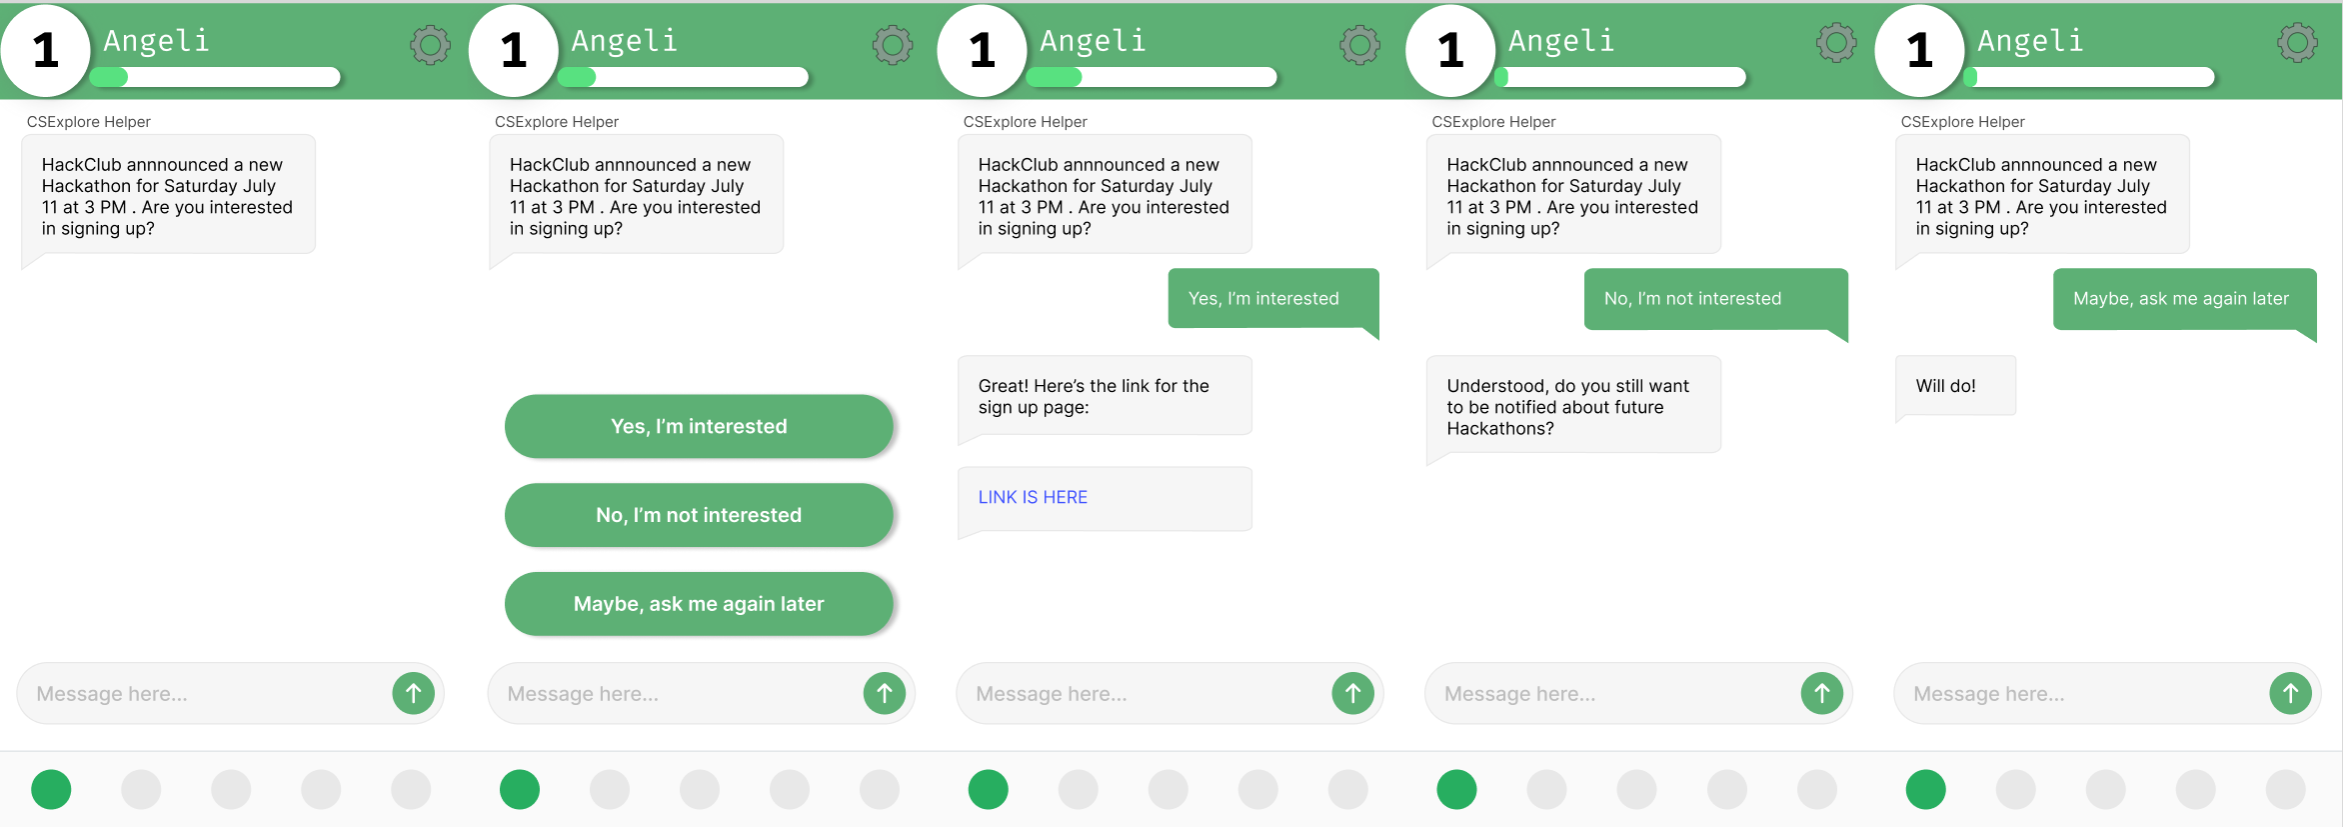 1
Angeli
CSExplore Helper
HackClub annnounced a new
Hackathon for Saturday July
11 at 3 PM . Are you interested
in signing up?
Message here...
1
Angeli
CSExplore Helper
HackClub annnounced a new
Hackathon for Saturday July
11 at 3 PM . Are you interested
in signing up?
Yes, I’m interested
No, I’m not interested
Maybe, ask me again later
Message here...
1
Angeli
CSExplore Helper
HackClub annnounced a new
Hackathon for Saturday July
11 at 3 PM . Are you interested
in signing up?
Yes, I’m interested
Great! Here’s the link for the
sign up page:
LINK IS HERE
Message here...
1
Angeli
CSExplore Helper
HackClub annnounced a new
Hackathon for Saturday July
11 at 3 PM . Are you interested
in signing up?
No, I’m not interested
Understood, do you still want
to be notified about future
Hackathons?
Message here...
1
Angeli
CSExplore Helper
HackClub annnounced a new
Hackathon for Saturday July
11 at 3 PM . Are you interested
in signing up?
Maybe, ask me again later
Will do!
Message here...